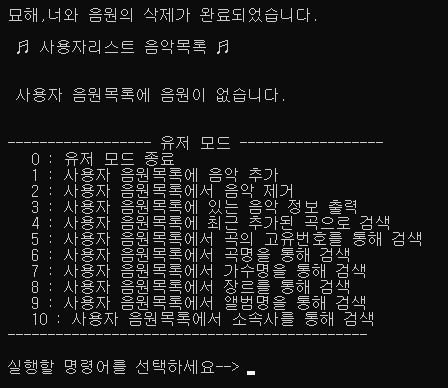 묘해,너와 음원의 삭제가 완료되었습니다.
♬ 사용자리스트 음악목록 ♬
사용자 음원목록에 음원이 없습니다.
------------------ 유저 모드 ------------------
0 : 유저 모드 종료
1 : 사용자 음원목록에 음악 추가
2 : 사용자 음원목록에서 음악 제거
3 : 사용자 음원목록에 있는 음악 정보 출력
4 : 사용자 음원목록에 최근 추가된 곡으로 검색
5 : 사용자 음원목록에서 곡의 고유번호를 통해 검색
6 : 사용자 음원목록에서 곡명을 통해 검색
7 : 사용자 음원목록에서 가수명을 통해 검색
8 : 사용자 음원목록에서 장르를 통해 검색
9 : 사용자 음원목록에서 앨범명을 통해 검색
10 : 사용자 음원목록에서 소속사를 통해 검색
---------------------------------------------
실행할 명령어를 선택하세요--> _